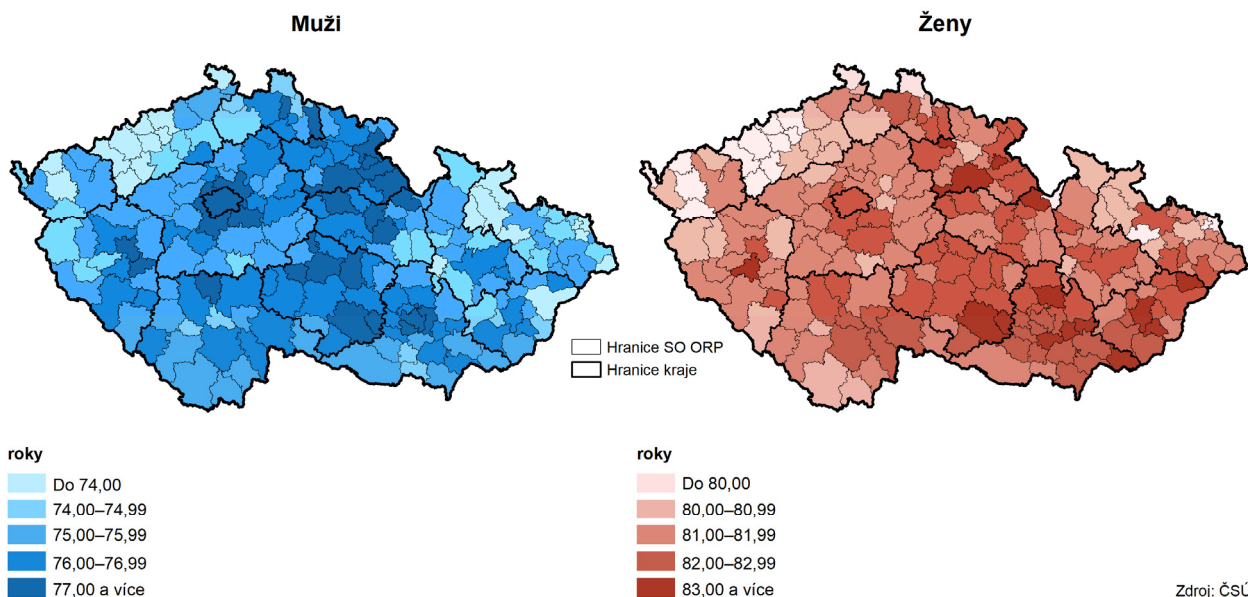 Muži
Ženy
Hranice SO ORP
Hranice kraje
roky
Do 74,00
74,00–74,99
75,00–75,99
76,00–76,99
77,00 a více
roky
Do 80,00
80,00–80,99
81,00–81,99
82,00–82,99
83,00 a více
Zdroj: ČSÚ